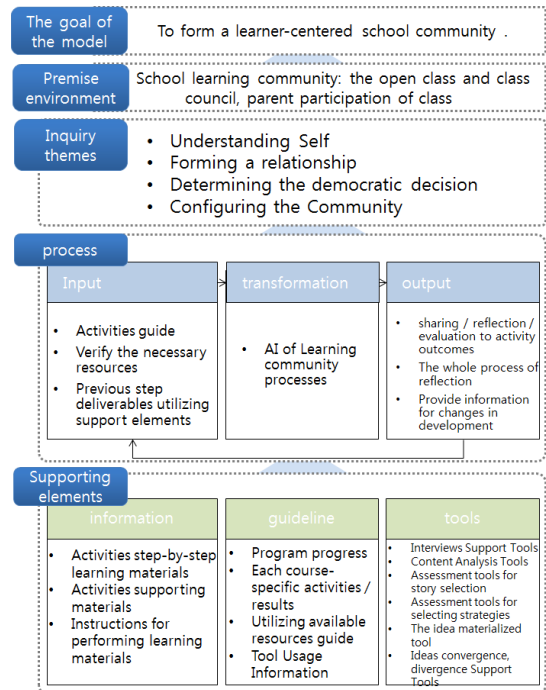 The goal of
the model
To form a learner-centered school community .
Premise
environment
School learning community: the open class and class
council, parent participation of class
Inquiry
themes
• Understanding Self
• Forming a relationship
• Determining the democratic decision
• Configuring the Community
process
Input
• Activities guide
• Verify the necessary
resources
• Previous step
deliverables utilizing
support elements
transformation
• AI of Learning
community
processes
output
• sharing / reflection /
evaluation to activity
outcomes
• The whole process of
reflection
• Provide information
for changes in
development
Supporting
elements
information
• Activities step-by-step
learning materials
• Activities supporting
materials
• Instructions for
performing learning
materials
guideline
• Program progress
• Each course-
specific activities /
results
• Utilizing available
resources guide
• Tool Usage
Information
tools
• Interviews Support Tools
• Content Analysis Tools
• Assessment tools for
story selection
• Assessment tools for
selecting strategies
• The idea materialized
tool
• Ideas convergence,
divergence Support
Tools